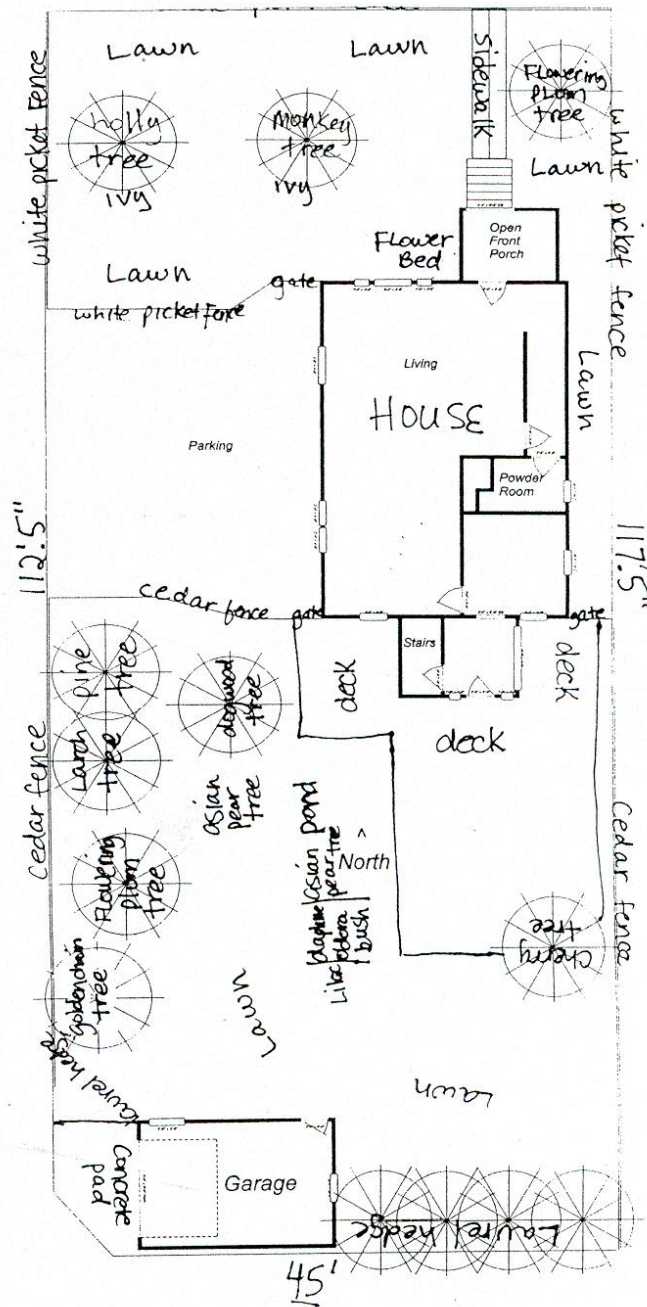 Lawn
Lawn
Sidewalk
Flowering
plum
tree
holly
tree
ivy
Monkey
tree
ivy
Lawn
white picket Fence
white picket fence
Open
Front
Porch
Flower
Bed
Lawn
gate
white picket Fence
Living
Lawn
HOUSE
Parking
Powder
Room
112'5"
117'.5"
cedar fence
gate
gate
Stairs
pine
tree
dogwood
tree
deck
deck
deck
Larch
tree
cedar fence
asian
pear
tree
pond
asian
pear tree
North
Cedar fence
Flowering
plum
tree
daphne
Lilac
bush
cherry
tree
goldenchain
tree
Lawn
laurel hedge
Lawn
Concrete
pad
Garage
Laurel hedge
45'